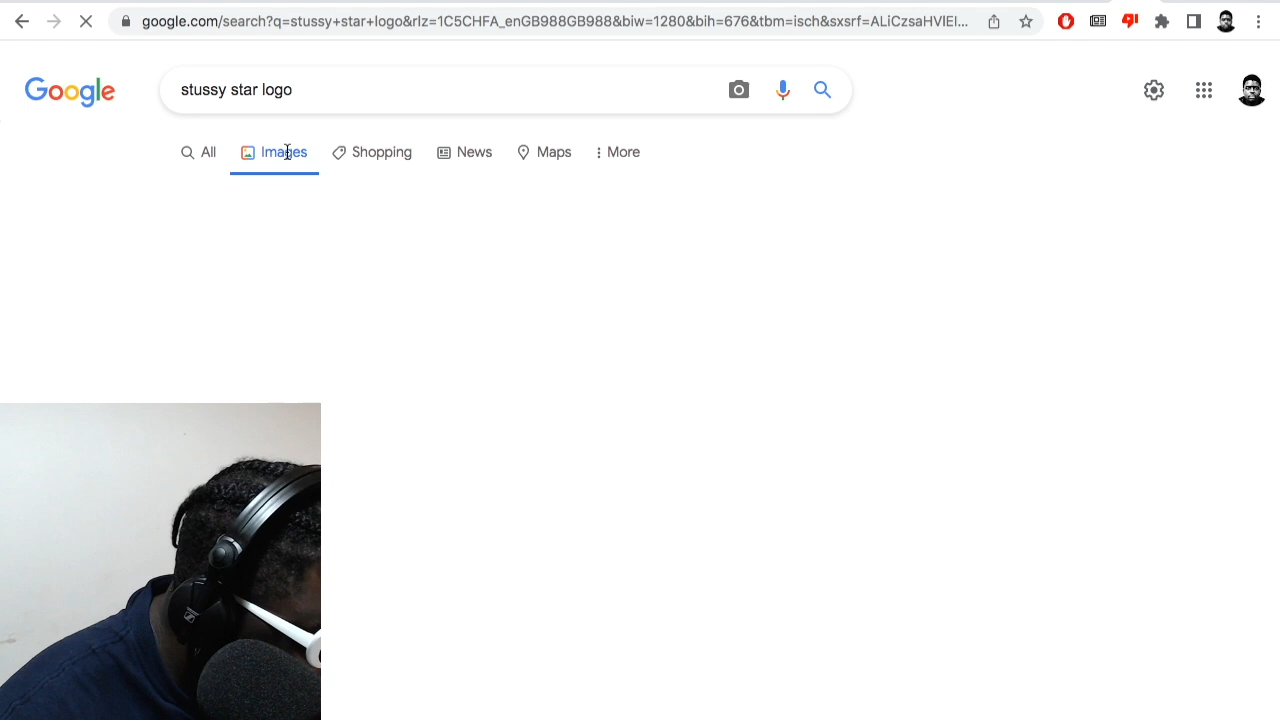 google.com/search?q=stussy+star+logo&rlz=1C5CHFA_enGB988GB988&biw=1280&bih=676&tbm=isch&sxsrf=ALiCzsaHVlEl...
Google
stussy star logo
All
Images
Shopping
News
Maps
More